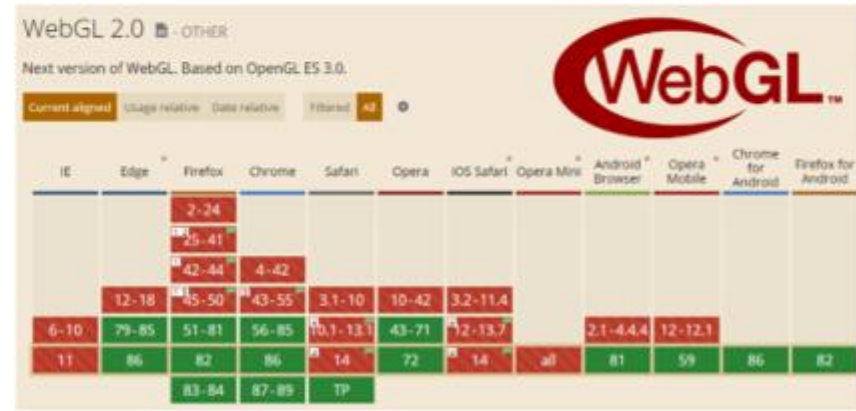 WebGL 2.0 - OTHER
WebGL™
Next version of WebGL. Based on OpenGL ES 3.0.
Current aligned Usage relative Date relative Filtered All
IE Edge Firefox Chrome Safari Opera iOS Safari Opera Mini Android Browser Opera Mobile Chrome for Android Firefox for Android
2-24
25-41
42-44 4-42
12-18 45-50 43-55 3.1-10 10-42 3.2-11.4
6-10 79-85 51-81 56-85 10.1-13.1 43-71 12-13.7 2.1-4.4.4 12-12.1
11 86 82 86 14 72 14 all 81 59 86 82
83-84 87-89 TP